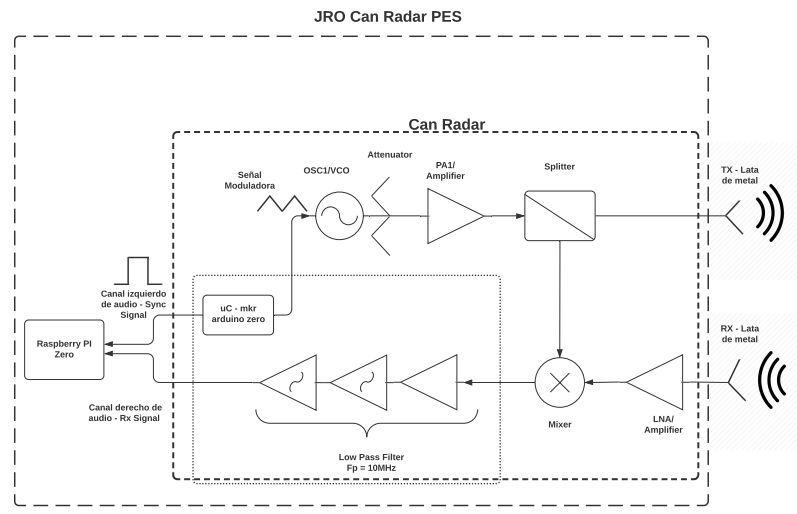 JRO Can Radar PES
Can Radar
Attenuator
OSC1/VCO
PA1/
Amplifier
Splitter
Señal
Moduladora
TX - Lata
de metal
Canal izquierdo
de audio - Sync
Signal
uC - mkr
arduino zero
Raspberry PI
Zero
RX - Lata
de metal
Canal derecho de
audio - Rx Signal
Mixer
LNA/
Amplifier
Low Pass Filter
Fp = 10MHz